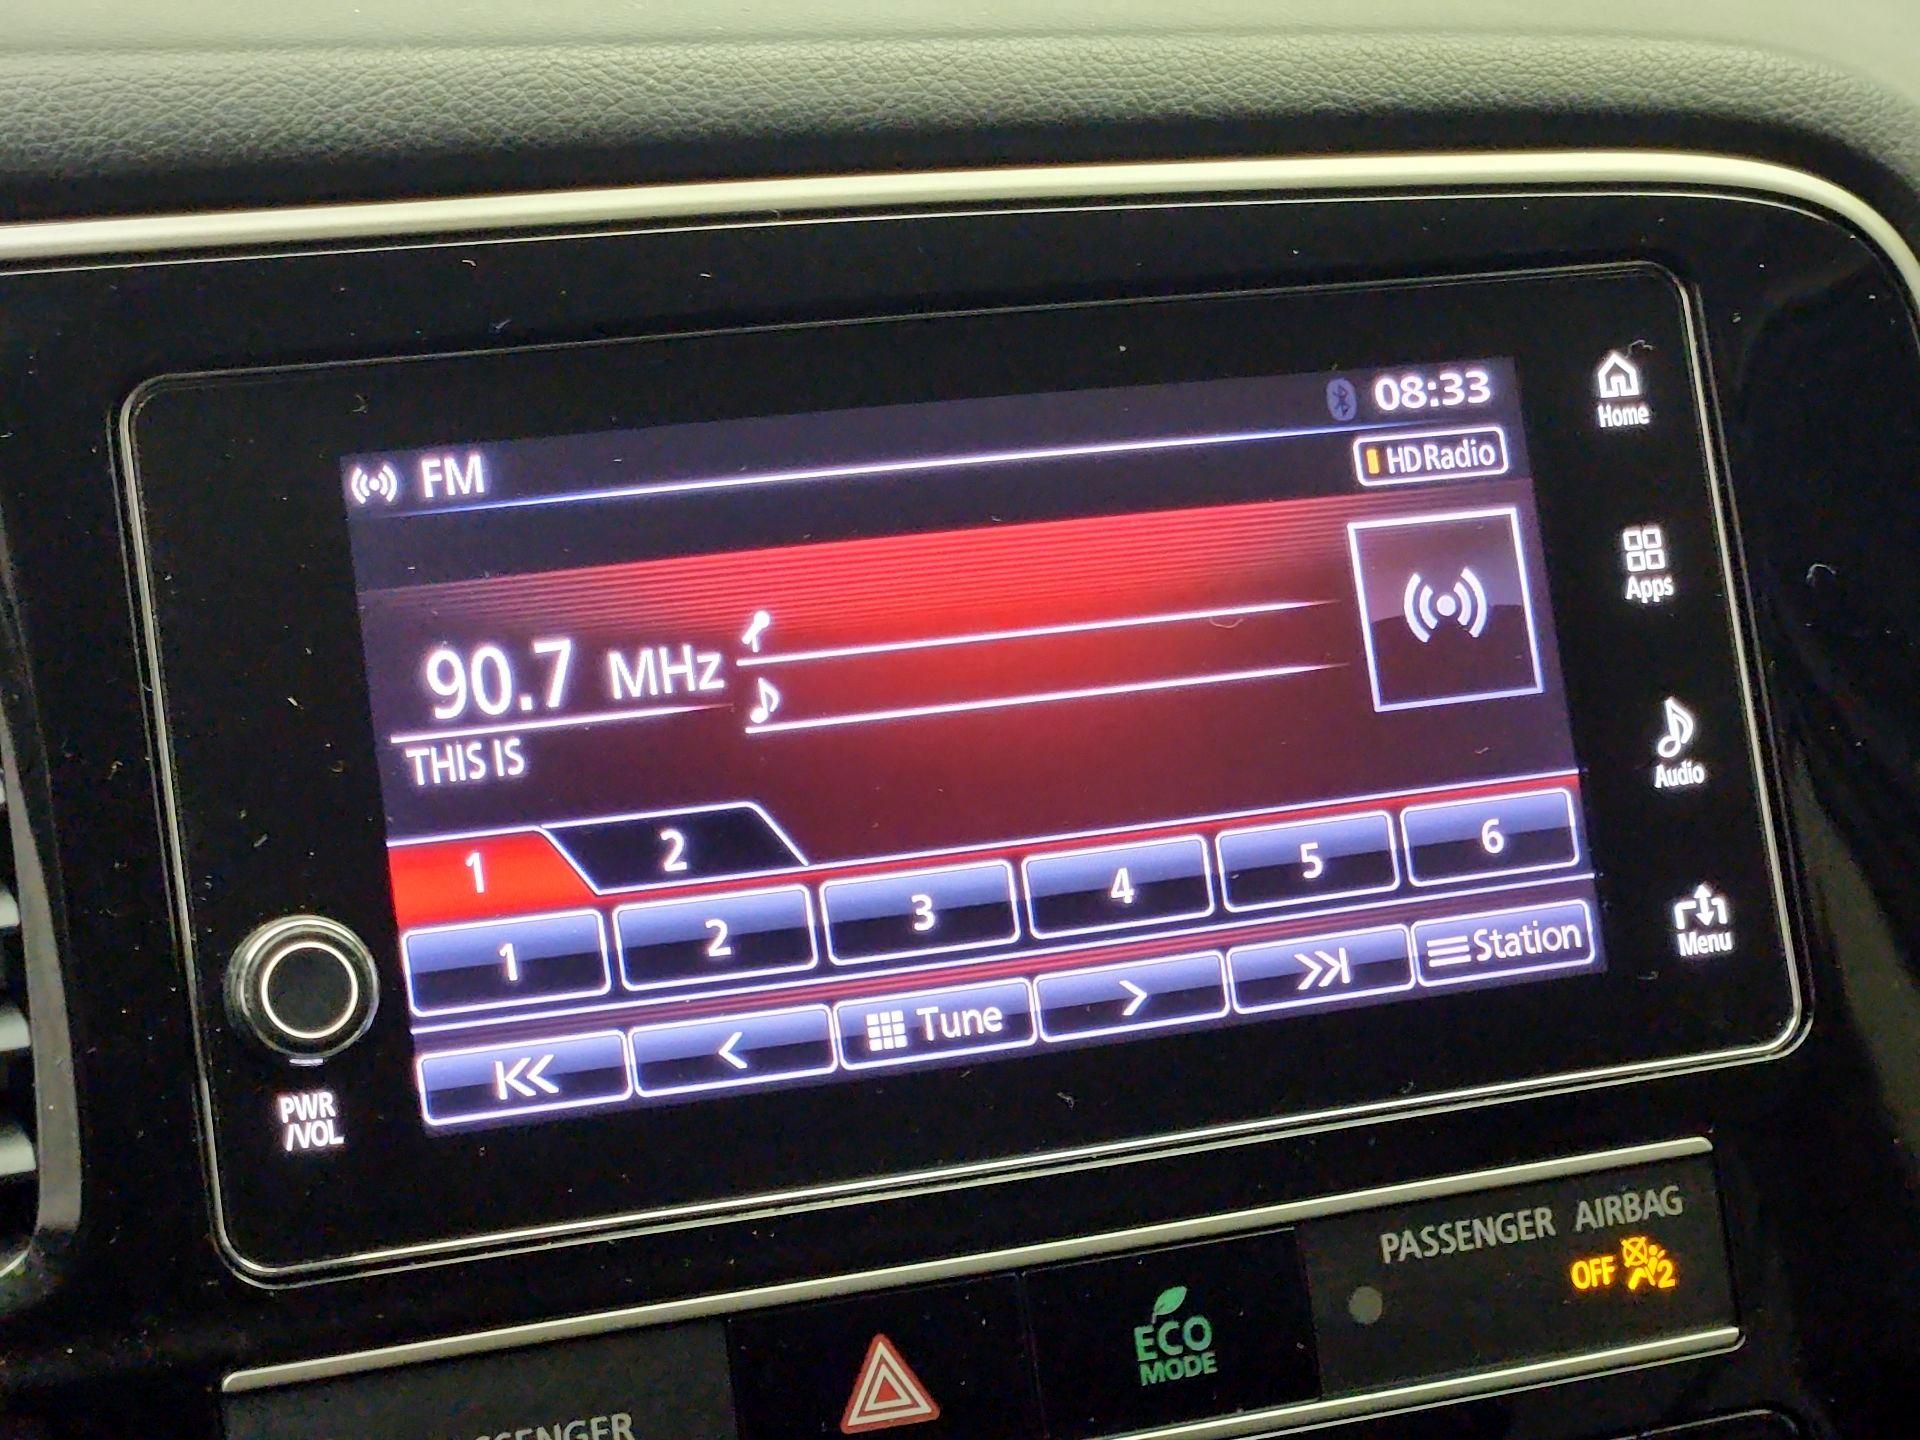 08:33
FM
HD Radio
Home
Apps
90.7 MHz
THIS IS
Audio
1 2
1 2 3 4 5 6
Tune
Station
Menu
PWR
/VOL
PASSENGER AIRBAG
OFF 2
ECO
MODE